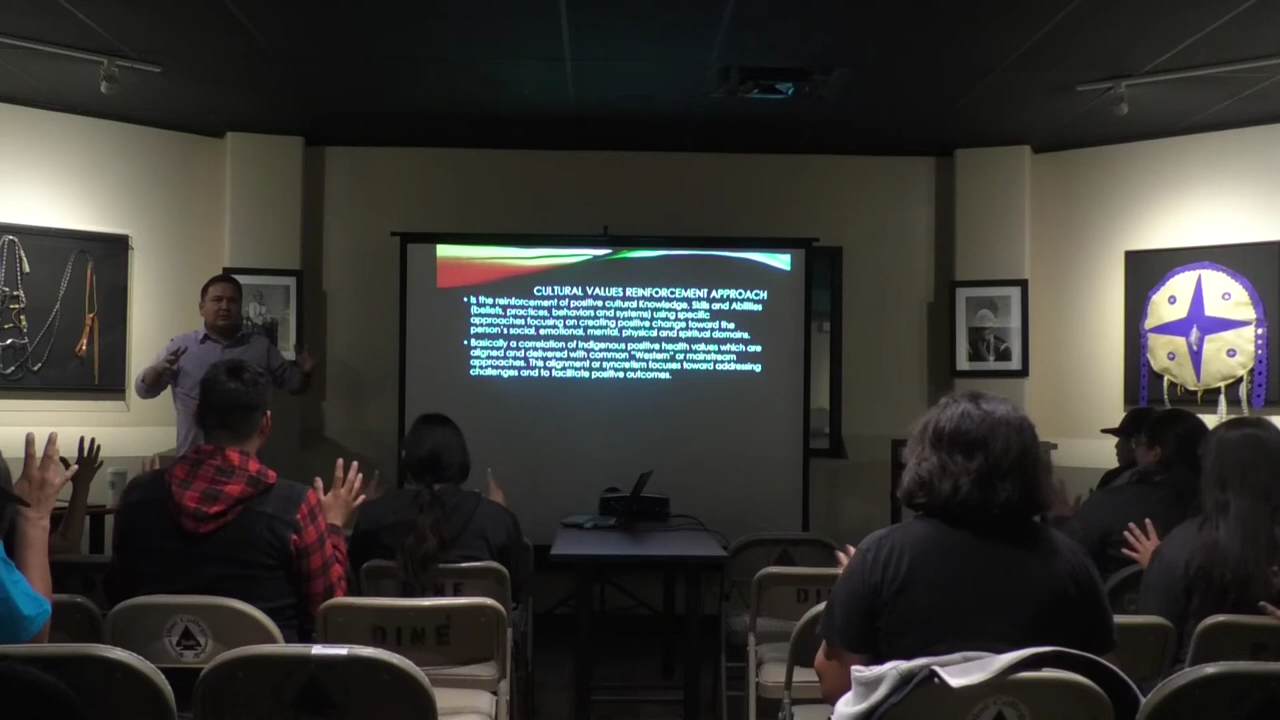 CULTURAL VALUES REINFORCEMENT APPROACH
• Is the reinforcement of positive cultural Knowledge, Skills and Abilities
(beliefs, practices, behaviors and systems) using specific
approaches focusing on creating positive change toward the
person's social, emotional, mental, physical and spiritual domains.
• Basically a correlation of Indigenous positive health values which are
aligned and delivered with common "Western" or mainstream
approaches. This alignment or syncretism focuses toward addressing
challenges and to facilitate positive outcomes.
DINE
DINE